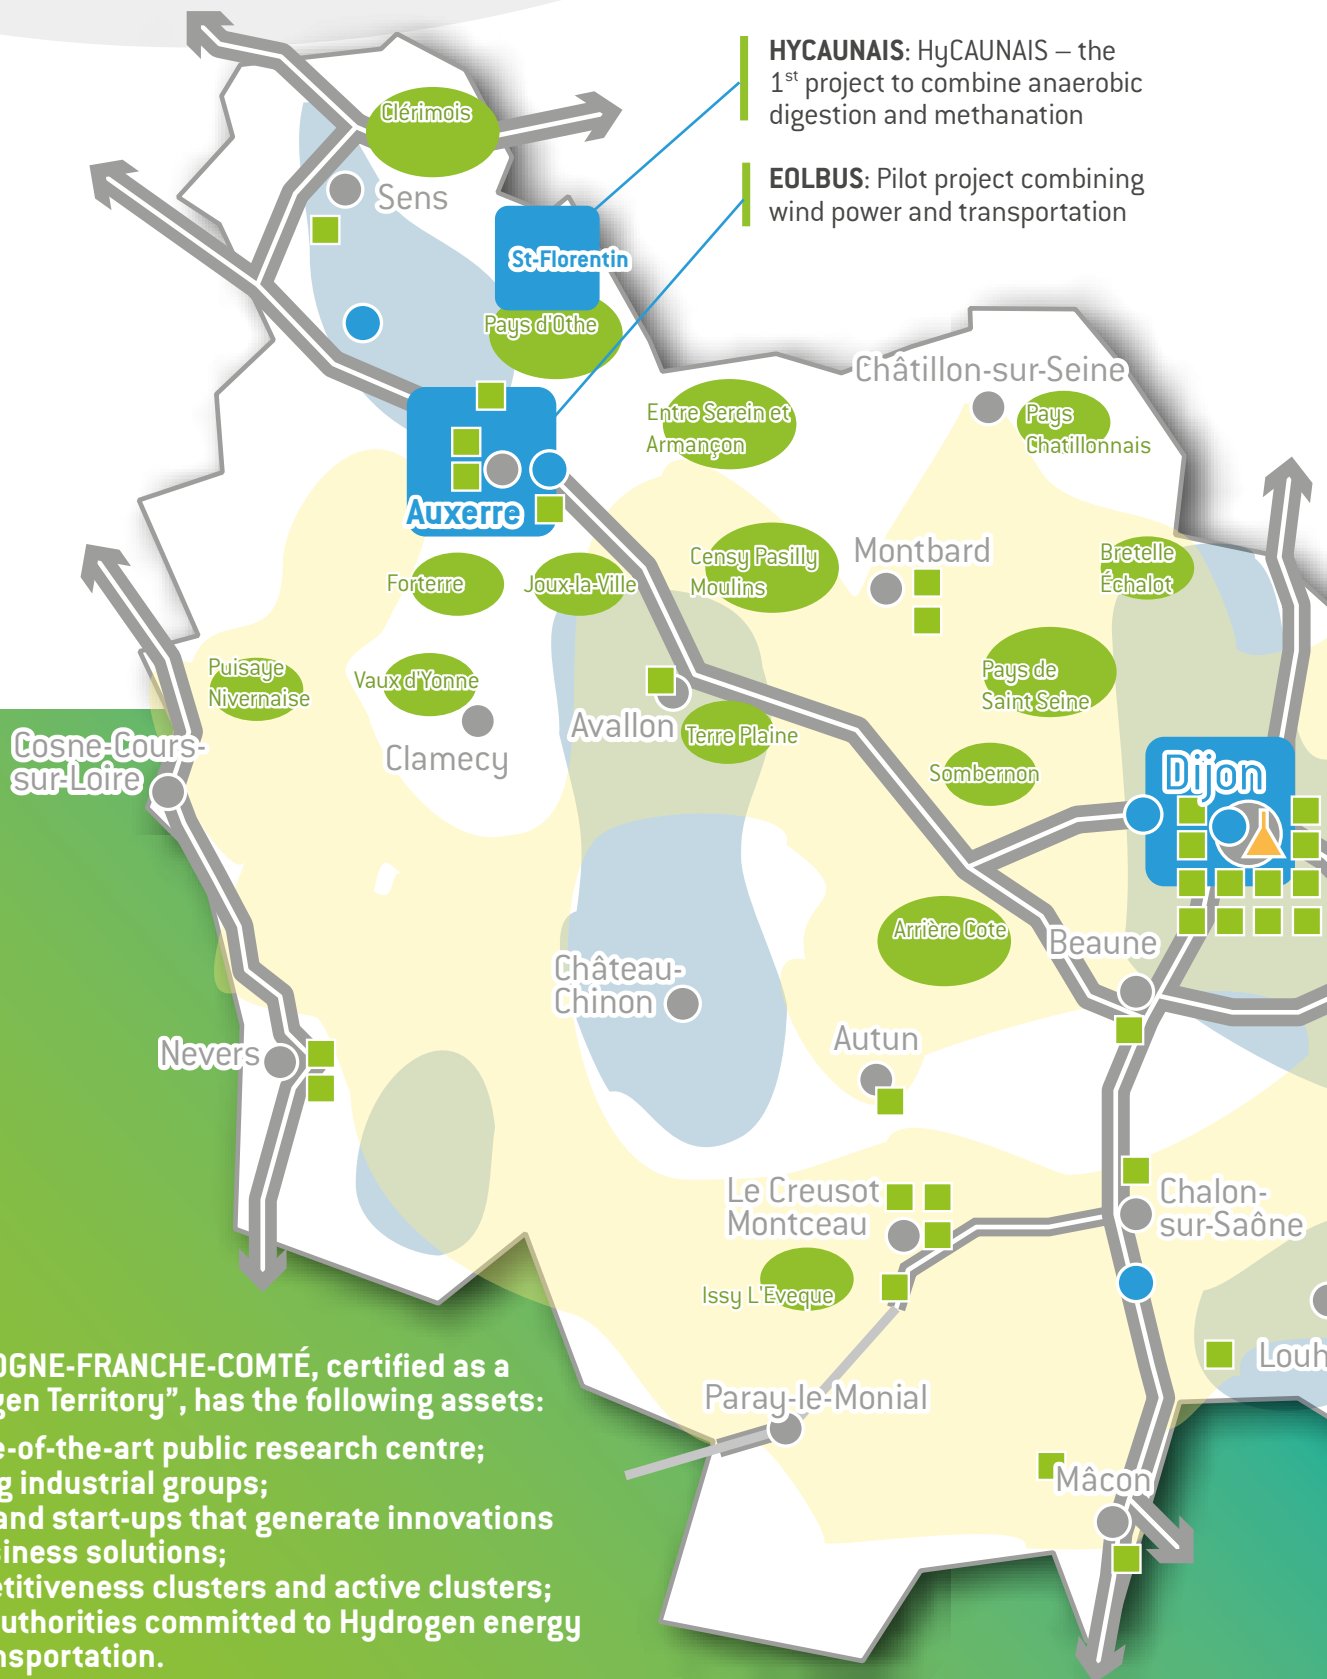 HYCAUNAIS: HyCAUNAIS – the
1st project to combine anaerobic
digestion and methanation
EOLBUS: Pilot project combining
wind power and transportation
Clérimois
Sens
St-Florentin
Pays d'Othe
Châtillon-sur-Seine
Entre Serein et
Armançon
Pays
Chatillonnais
Auxerre
Censy Pasilly
Moulins
Montbard
Bretelle
Échalot
Forterre
Joux-la-Ville
Puisaye
Nivernaise
Vaux d'Yonne
Pays de
Saint Seine
Avallon
Terre Plaine
Cosne-Cours-
sur-Loire
Clamecy
Sombernon
Dijon
Arrière Cote
Beaune
Château-
Chinon
Autun
Nevers
Le Creusot
Montceau
Chalon-
sur-Saône
Issy L'Eveque
Louh
Paray-le-Monial
Mâcon
OGNE-FRANCHE-COMTÉ, certified as a
gen Territory”, has the following assets:
e-of-the-art public research centre;
g industrial groups;
and start-ups that generate innovations
siness solutions;
etitiveness clusters and active clusters;
uthorities committed to Hydrogen energy
nsportation.